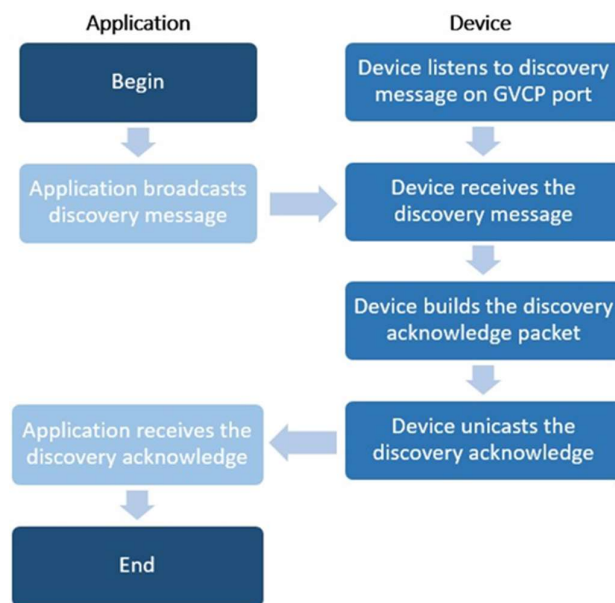 Application
Device
Begin
Device listens to discovery
message on GVCP port
Application broadcasts
discovery message
Device receives the
discovery message
Device builds the discovery
acknowledge packet
Application receives the
discovery acknowledge
Device unicasts the
discovery acknowledge
End